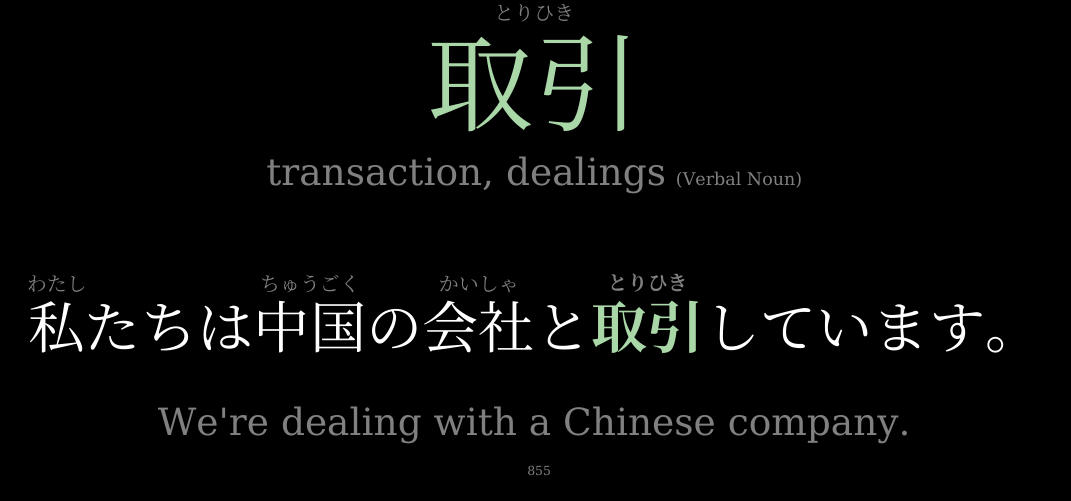 とりひき
取引
transaction, dealings (Verbal Noun)
わたし ちゅうごく かいしゃ とりひき
私たちは中国の会社と取引しています。
We're dealing with a Chinese company.
855